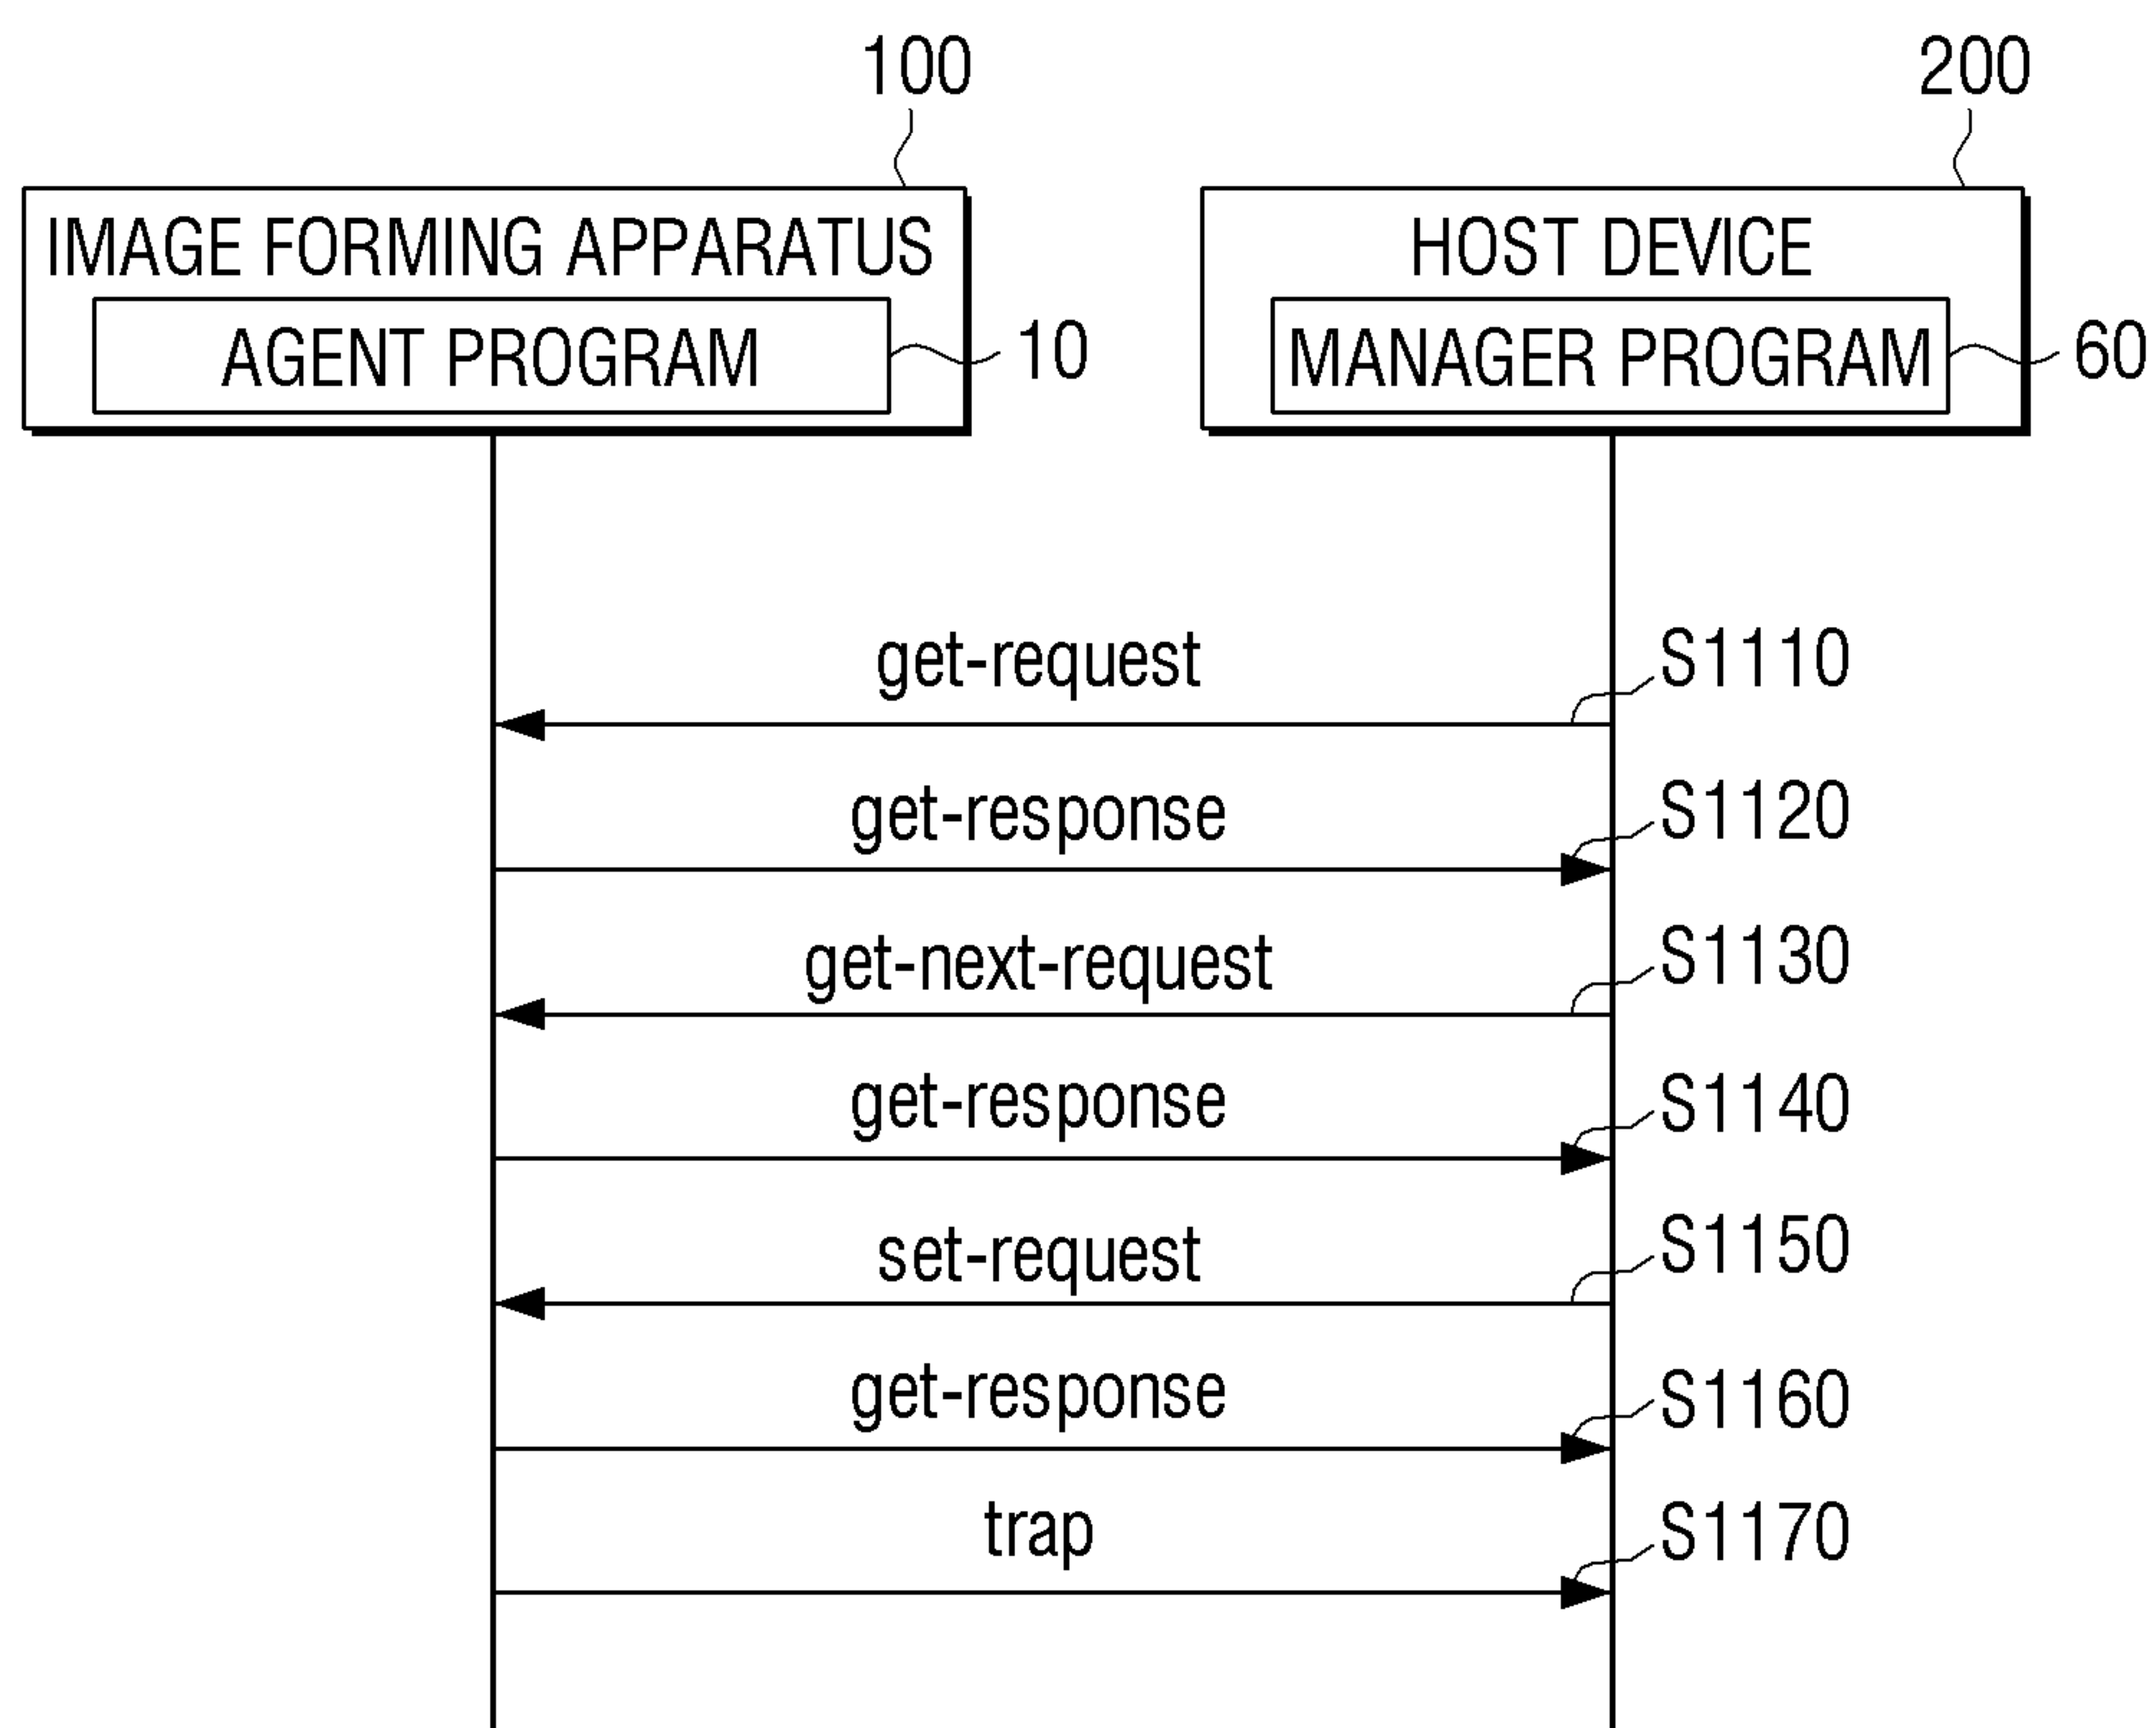 100
200
IMAGE FORMING APPARATUS
HOST DEVICE
AGENT PROGRAM
10
MANAGER PROGRAM
60
get-request
S1110
get-response
S1120
get-next-request
S1130
get-response
S1140
set-request
S1150
get-response
S1160
trap
S1170